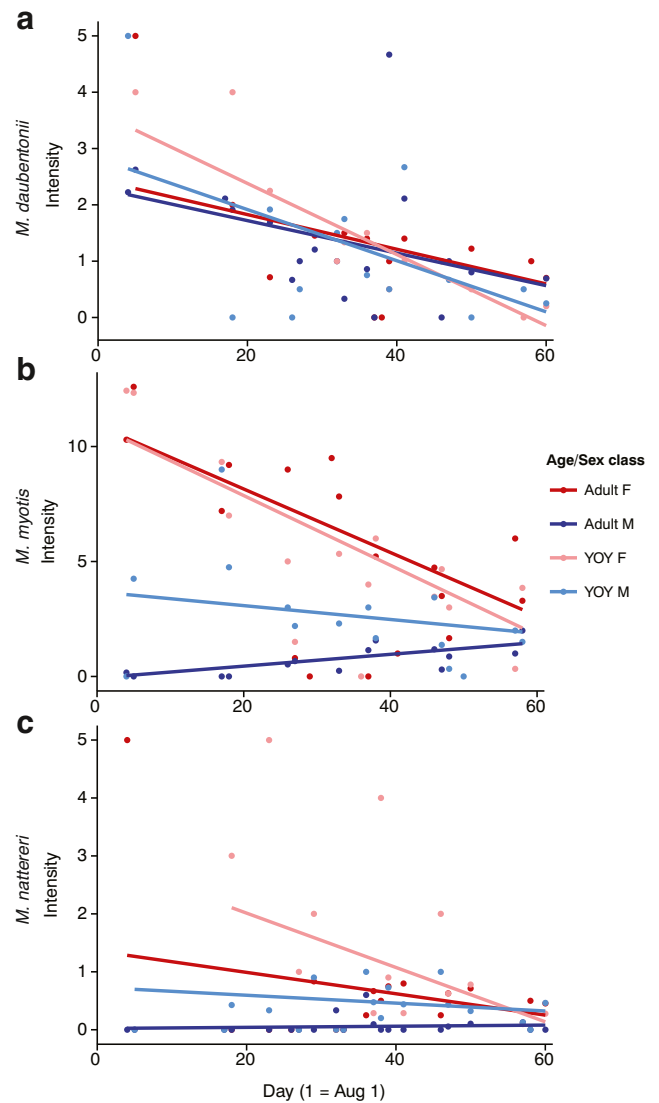 a
5
4
3
2
1
0
M. daubentonii
Intensity
0
20
40
60
b
10
5
0
M. myotis
Intensity
0
20
40
60
Age/Sex class
Adult F
Adult M
YOY F
YOY M
c
5
4
3
2
1
0
M. nattereri
Intensity
0
20
40
60
Day (1 = Aug 1)